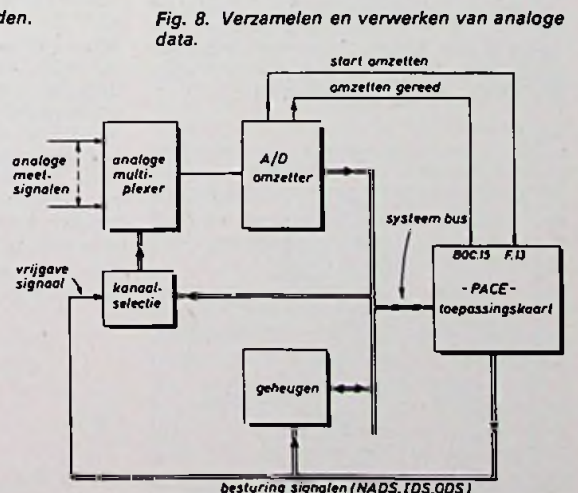 den.
Fig. 8. Verzamelen en verwerken van analoge
data.
start omzetten
omzetten gereed
analoge
meet-
signalen
analoge
multi-
plexer
A/D
omzetter
systeem bus
BOC.15 F.13
- PACE -
toepassingskaart
vrijgave
signaal
kanaal-
selectie
geheugen
besturing signalen (NADS, IDS, ODS)